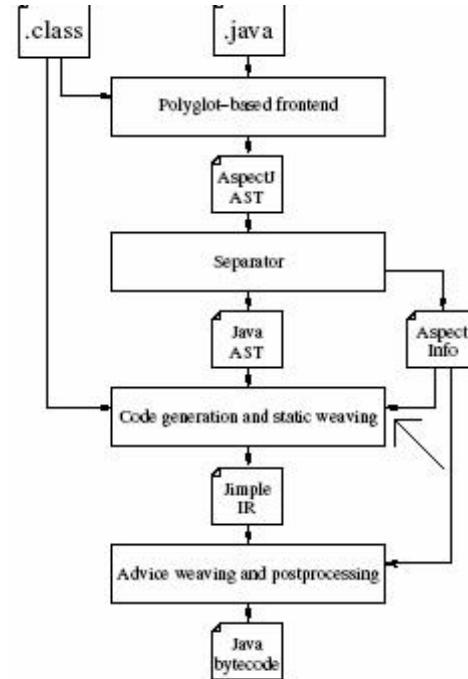 .class
.java
Polyglot-based frontend
AspectJ
AST
Separator
Java
AST
Aspect
Info
Code generation and static weaving
Jimple
IR
Advice weaving and postprocessing
Java
bytecode